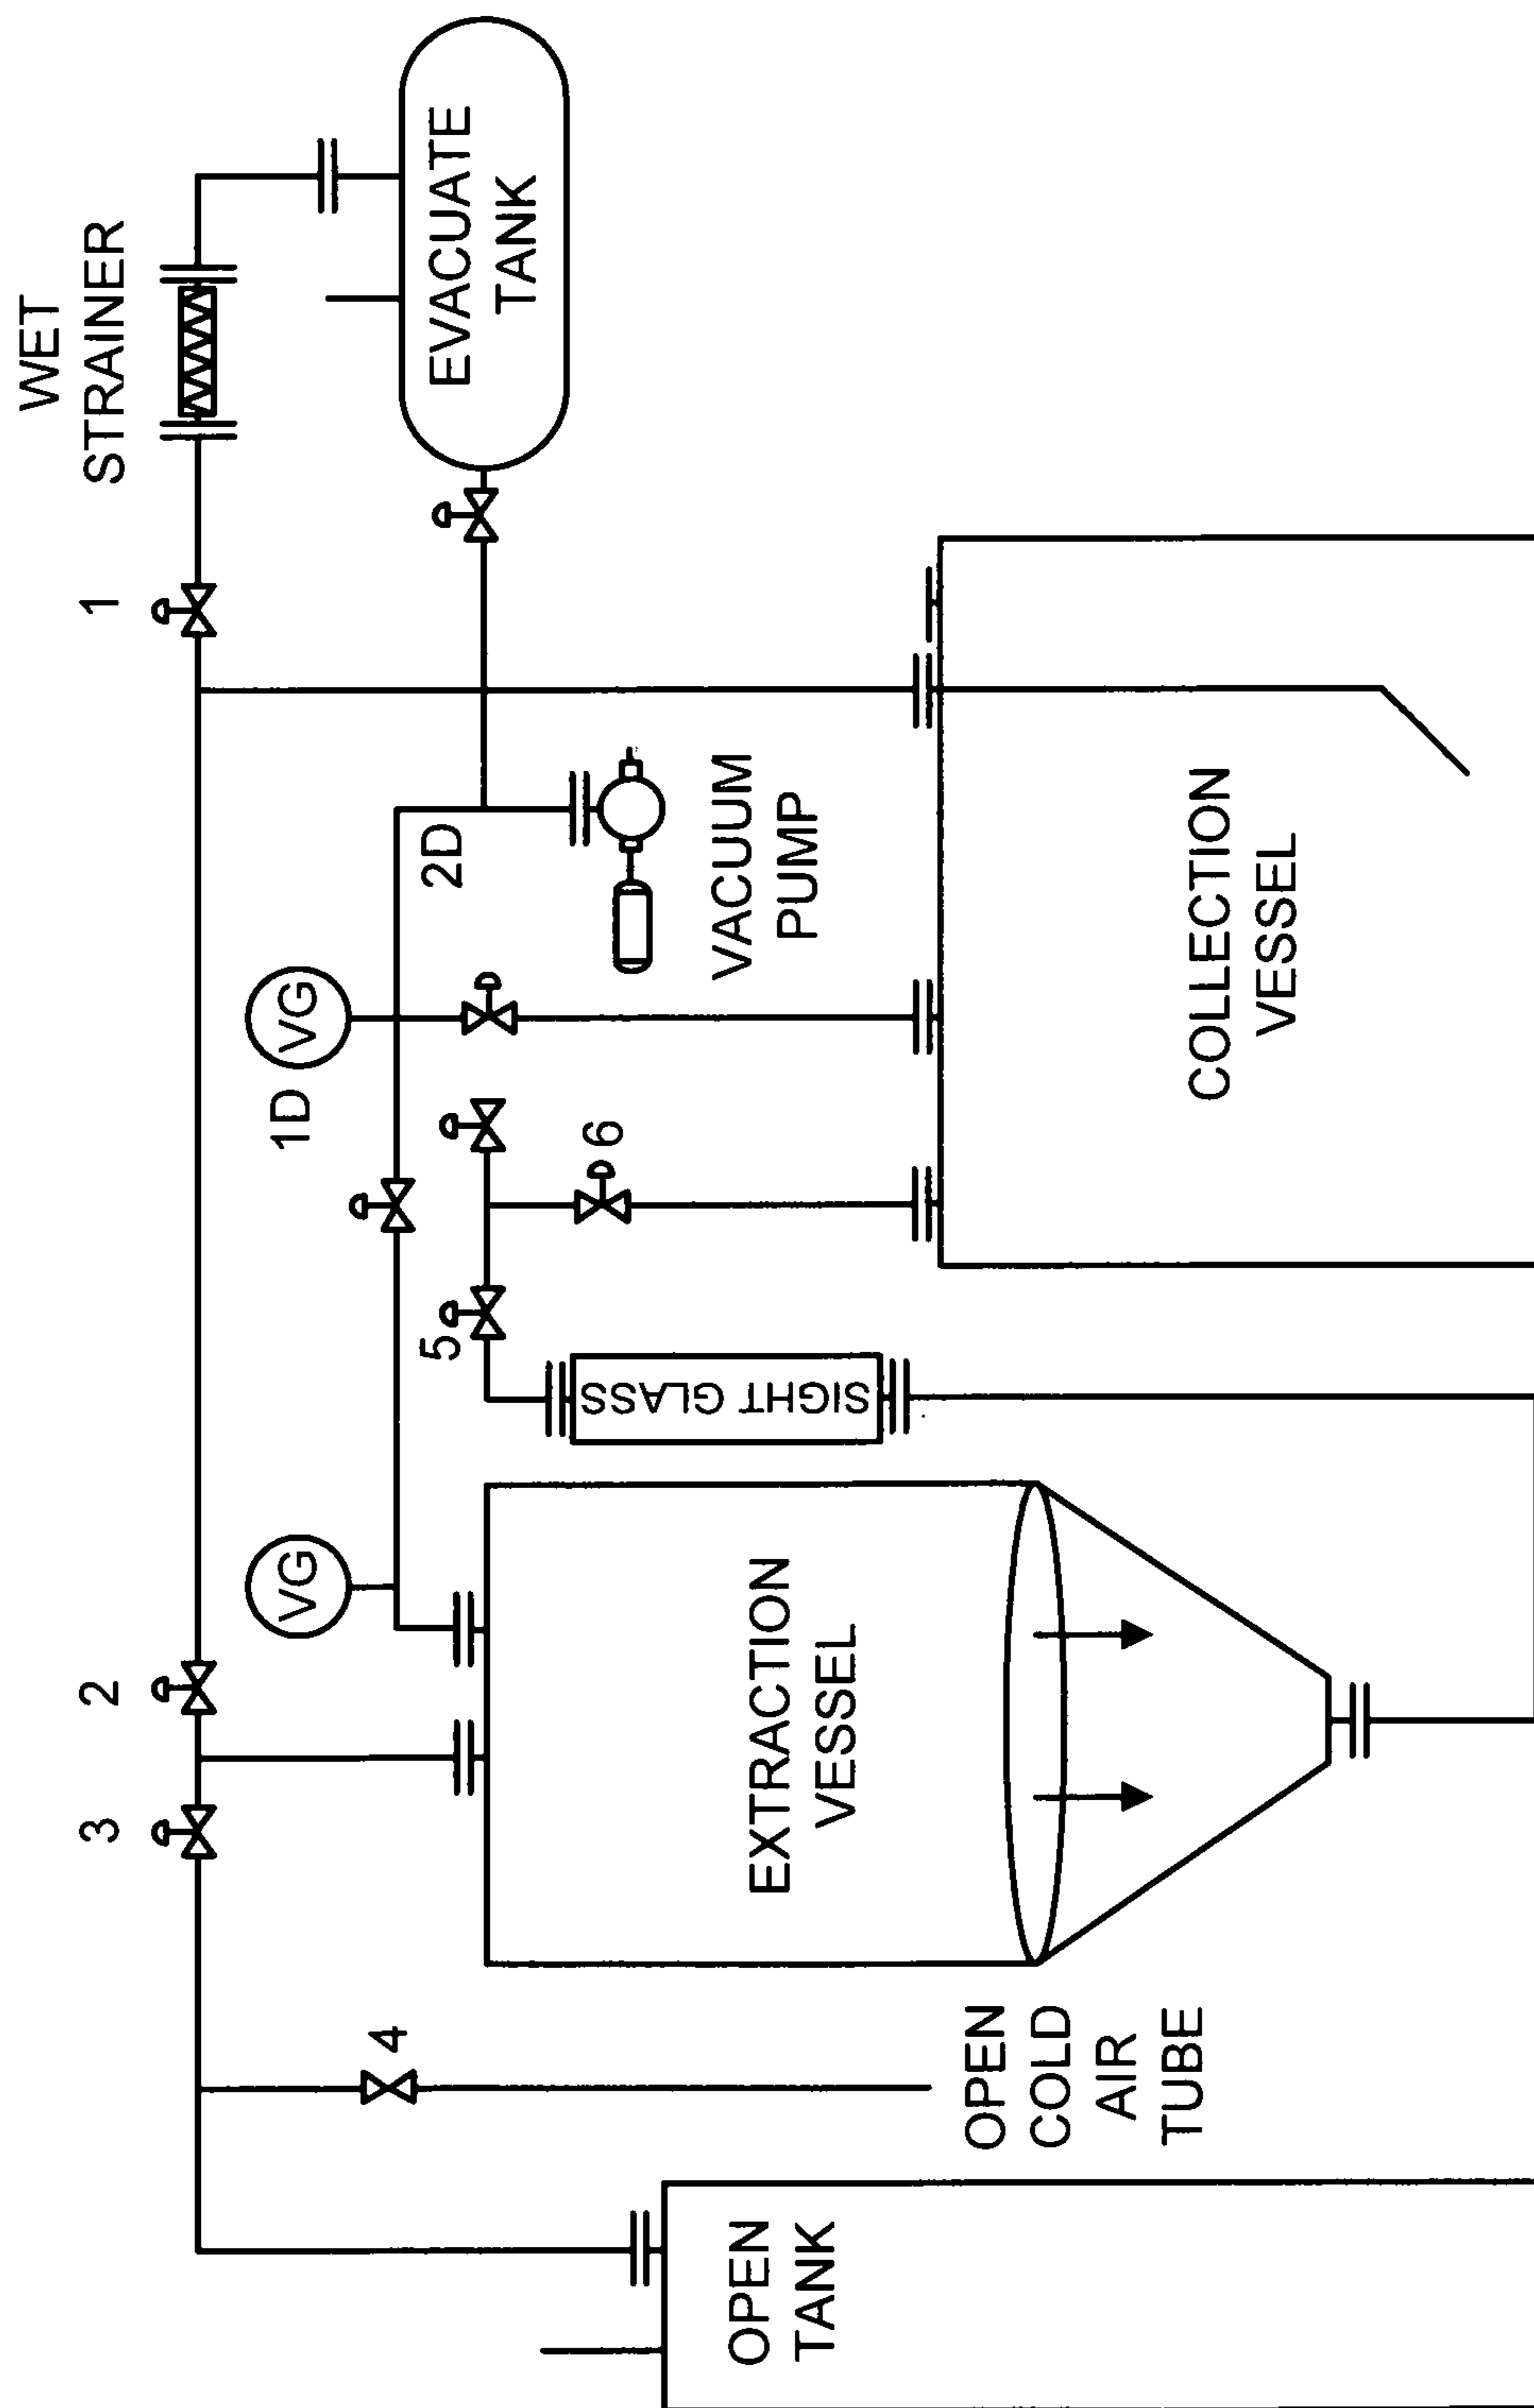 WET
STRAINER
EVACUATE
TANK
1
2D
VACUUM
PUMP
VG
1D
6
COLLECTION
VESSEL
5
SIGHT GLASS
VG
2
3
EXTRACTION
VESSEL
4
OPEN
COLD
AIR
TUBE
OPEN
TANK